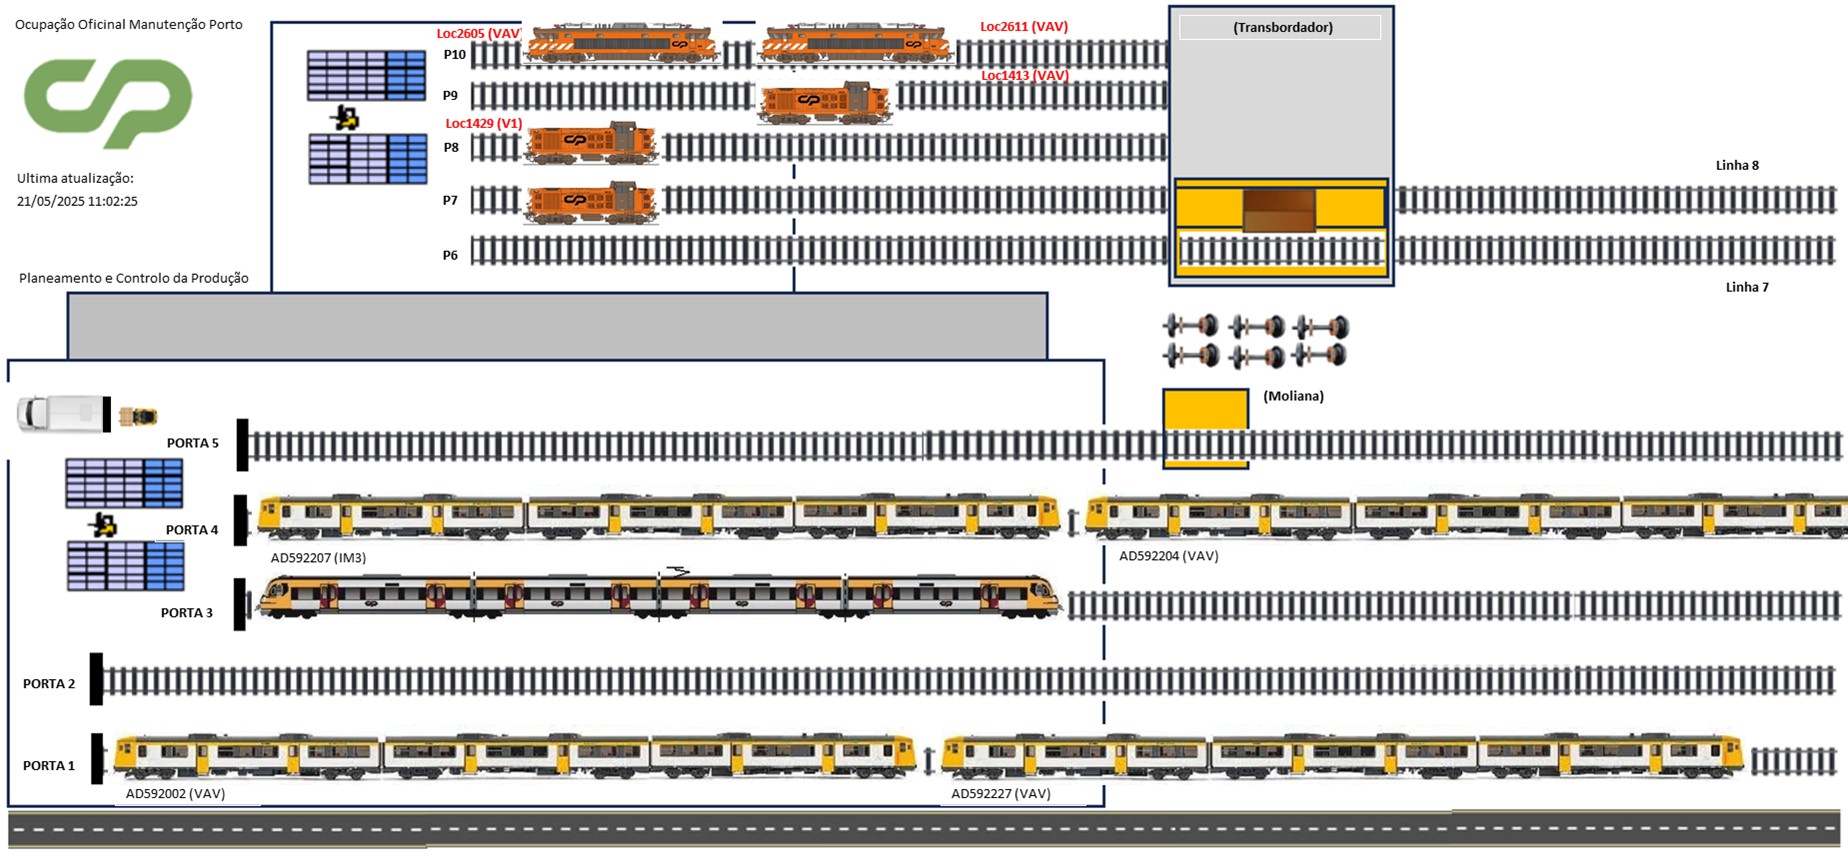 Ocupação Oficinal Manutenção Porto
CP
Ultima atualização:
21/05/2025 11:02:25
Planeamento e Controlo da Produção
Loc2605 (VAV)
Loc2611 (VAV)
P10
Loc1413 (VAV)
P9
Loc1429 (V1)
P8
P7
P6
(Transbordador)
Linha 8
Linha 7
(Moliana)
PORTA 5
PORTA 4
AD592207 (IM3)
AD592204 (VAV)
PORTA 3
PORTA 2
PORTA 1
AD592002 (VAV)
AD592227 (VAV)